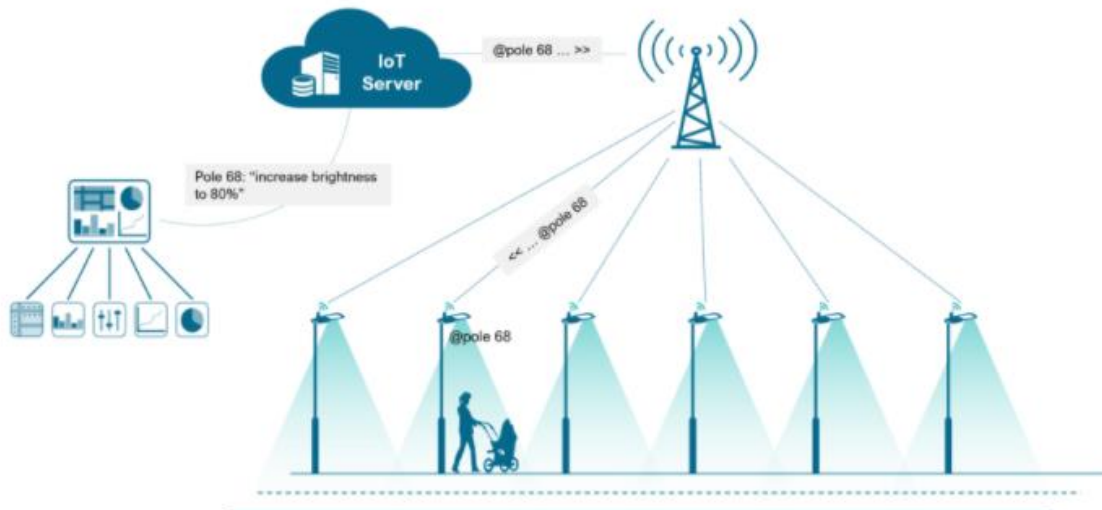 @pole 68 ... >>
IoT
Server
Pole 68: "increase brightness
to 80%"
<< ... @pole 68
@pole 68